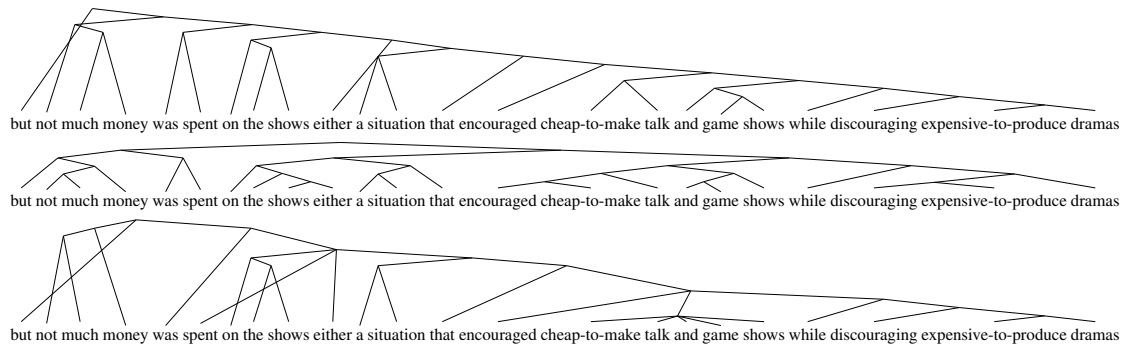 but not much money was spent on the shows either a situation that encouraged cheap-to-make talk and game shows while discouraging expensive-to-produce dramas
but not much money was spent on the shows either a situation that encouraged cheap-to-make talk and game shows while discouraging expensive-to-produce dramas
but not much money was spent on the shows either a situation that encouraged cheap-to-make talk and game shows while discouraging expensive-to-produce dramas